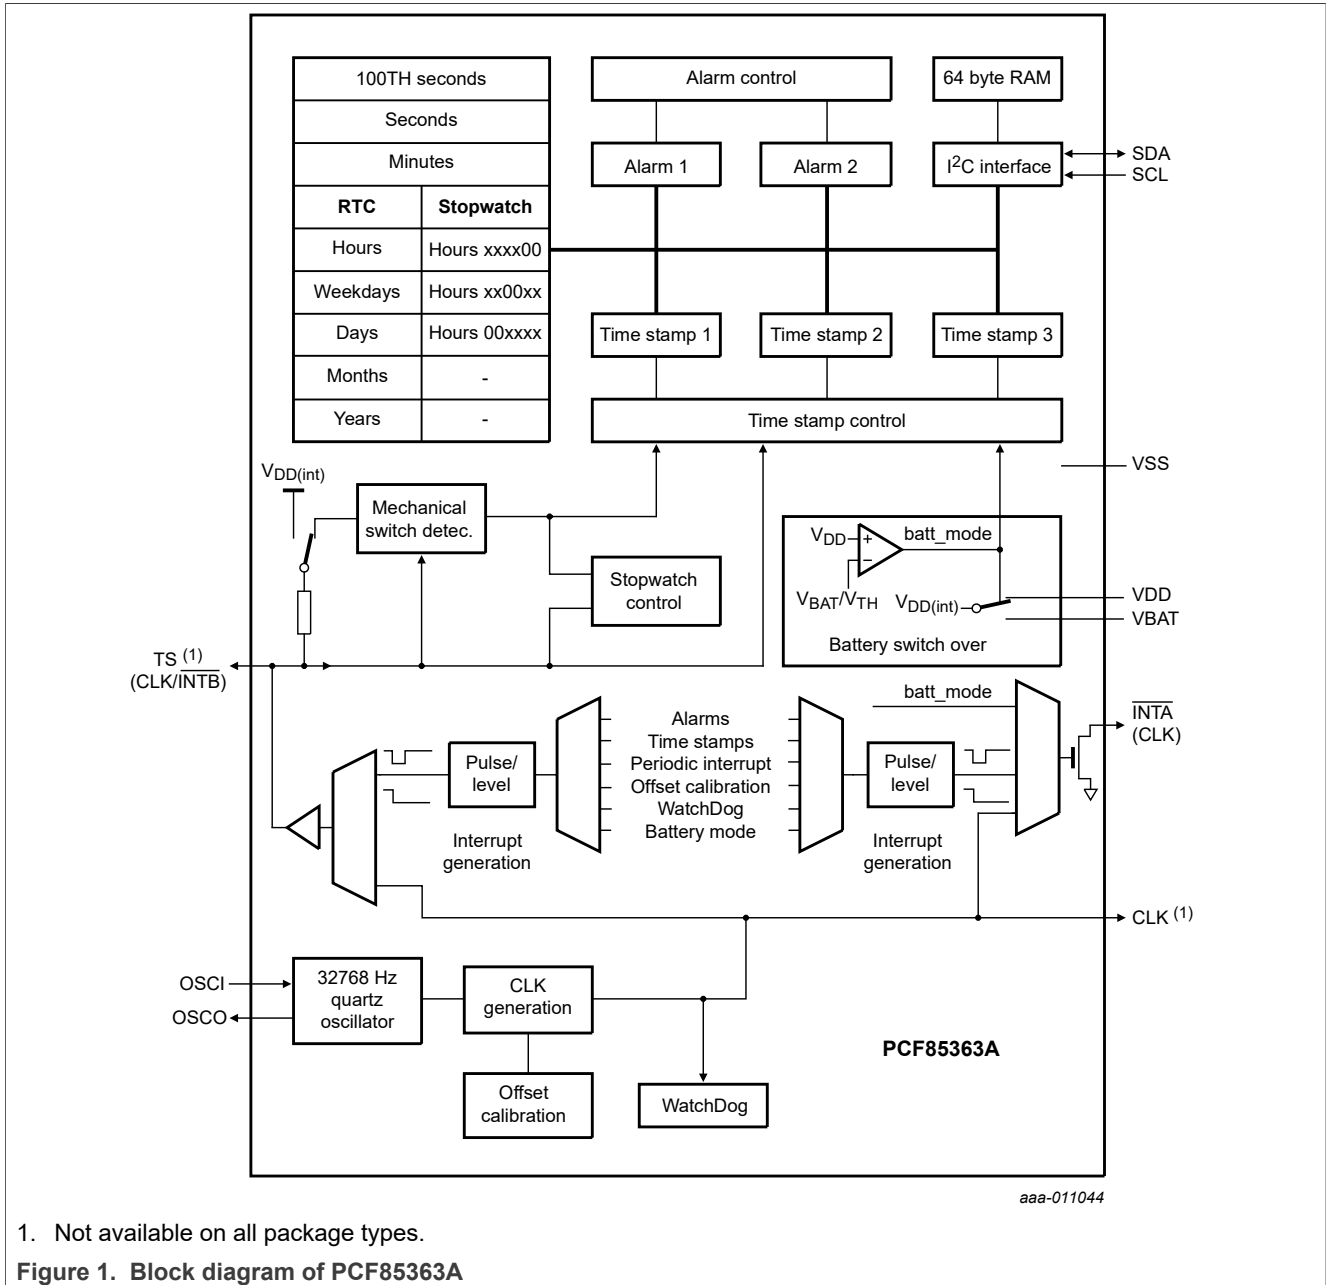 100TH seconds
Seconds
Minutes
RTC Stopwatch
Hours Hours xxxx00
Weekdays Hours xx00xx
Days Hours 00xxxx
Months -
Years -
Alarm control
64 byte RAM
Alarm 1
Alarm 2
I2C interface
SDA
SCL
Time stamp 1
Time stamp 2
Time stamp 3
Time stamp control
VSS
VDD(int)
Mechanical
switch detec.
Stopwatch
control
VDD
+
−
batt_mode
VBAT/VTH
VDD(int)
Battery switch over
VDD
VBAT
TS (1)
(CLK/INTB)
batt_mode
INTA
(CLK)
Alarms
Time stamps
Periodic interrupt
Offset calibration
WatchDog
Battery mode
Pulse/
level
Interrupt
generation
Pulse/
level
Interrupt
generation
CLK (1)
OSCI
OSCO
32768 Hz
quartz
oscillator
CLK
generation
Offset
calibration
WatchDog
PCF85363A
aaa-011044
1. Not available on all package types.
Figure 1. Block diagram of PCF85363A